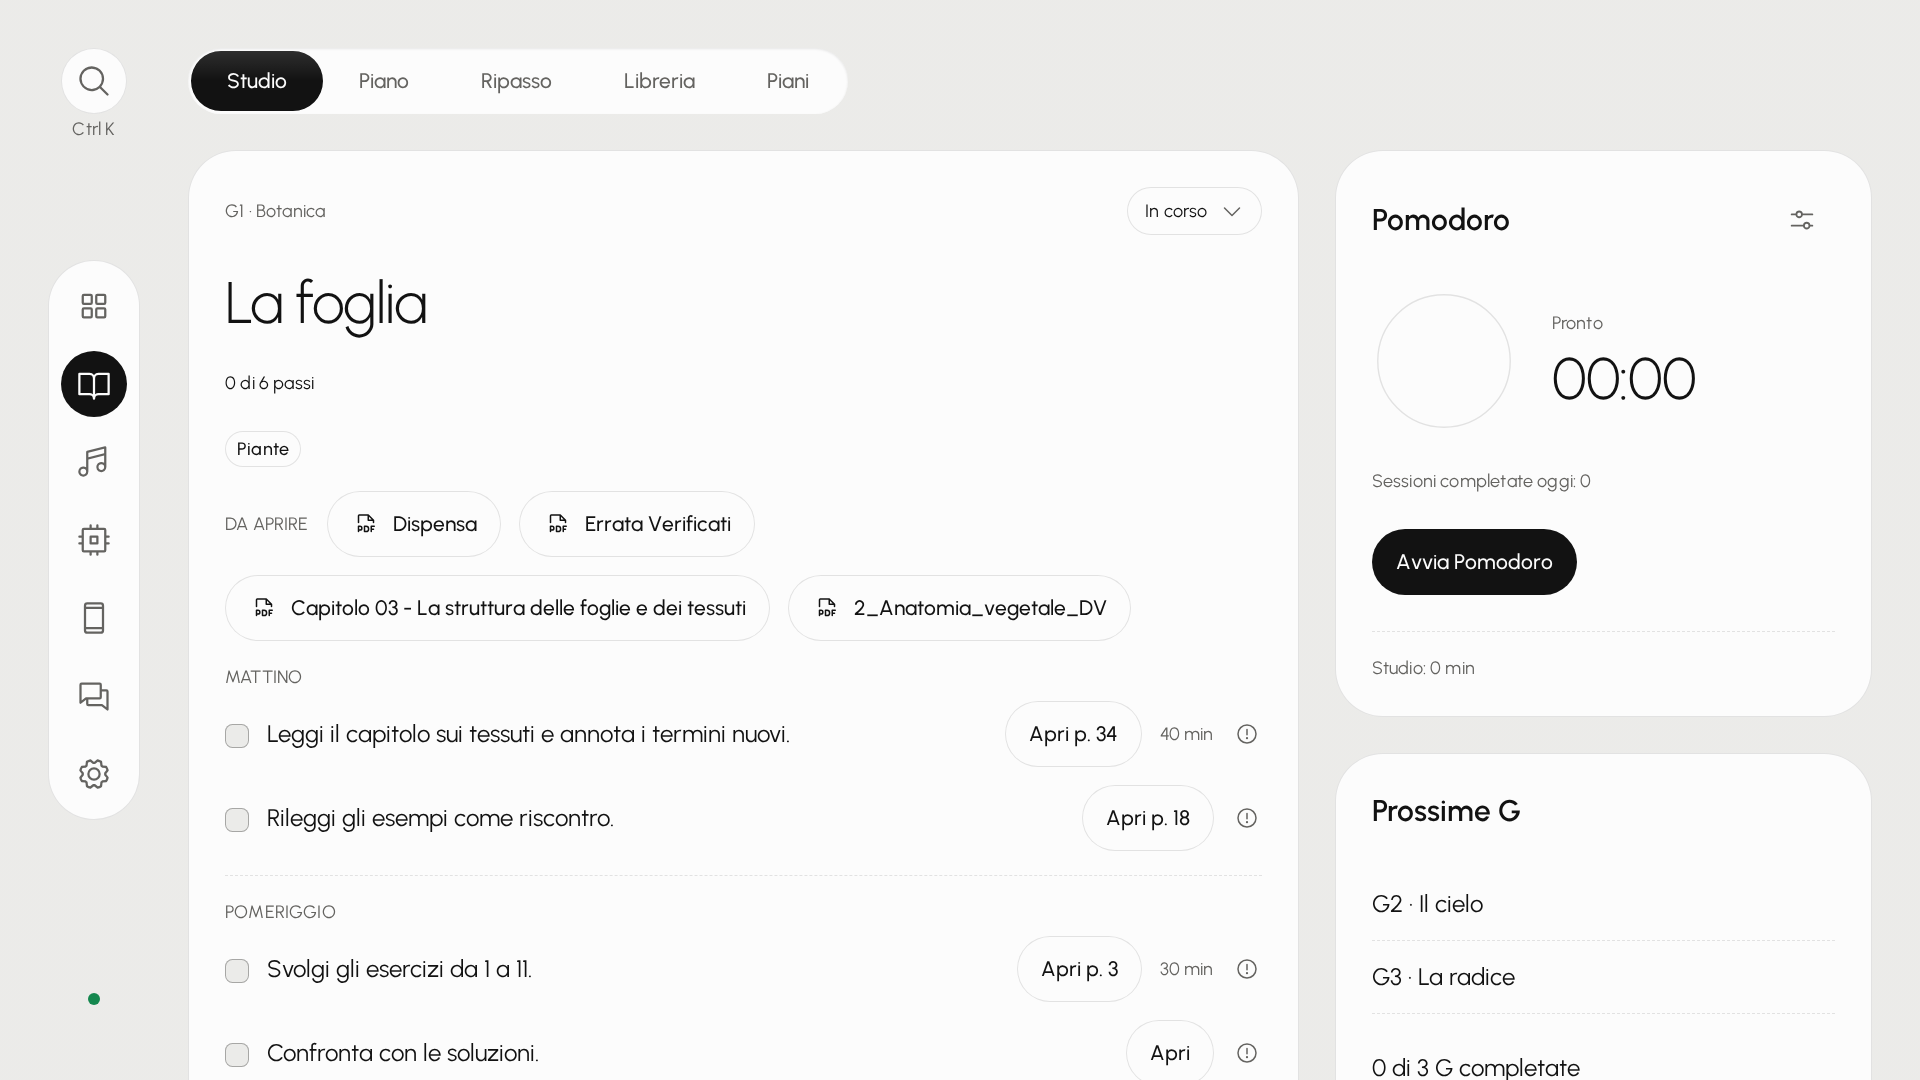 Ctrl K
Studio
Piano
Ripasso
Libreria
Piani
G1 · Botanica
In corso
La foglia
0 di 6 passi
Piante
DA APRIRE
Dispensa
Errata Verificati
Capitolo 03 - La struttura delle foglie e dei tessuti
2_Anatomia_vegetale_DV
MATTINO
Leggi il capitolo sui tessuti e annota i termini nuovi.
Apri p. 34
40 min
Rileggi gli esempi come riscontro.
Apri p. 18
POMERIGGIO
Svolgi gli esercizi da 1 a 11.
Apri p. 3
30 min
Confronta con le soluzioni.
Apri
Pomodoro
Pronto
00:00
Sessioni completate oggi: 0
Avvia Pomodoro
Studio: 0 min
Prossime G
G2 · Il cielo
G3 · La radice
0 di 3 G completate